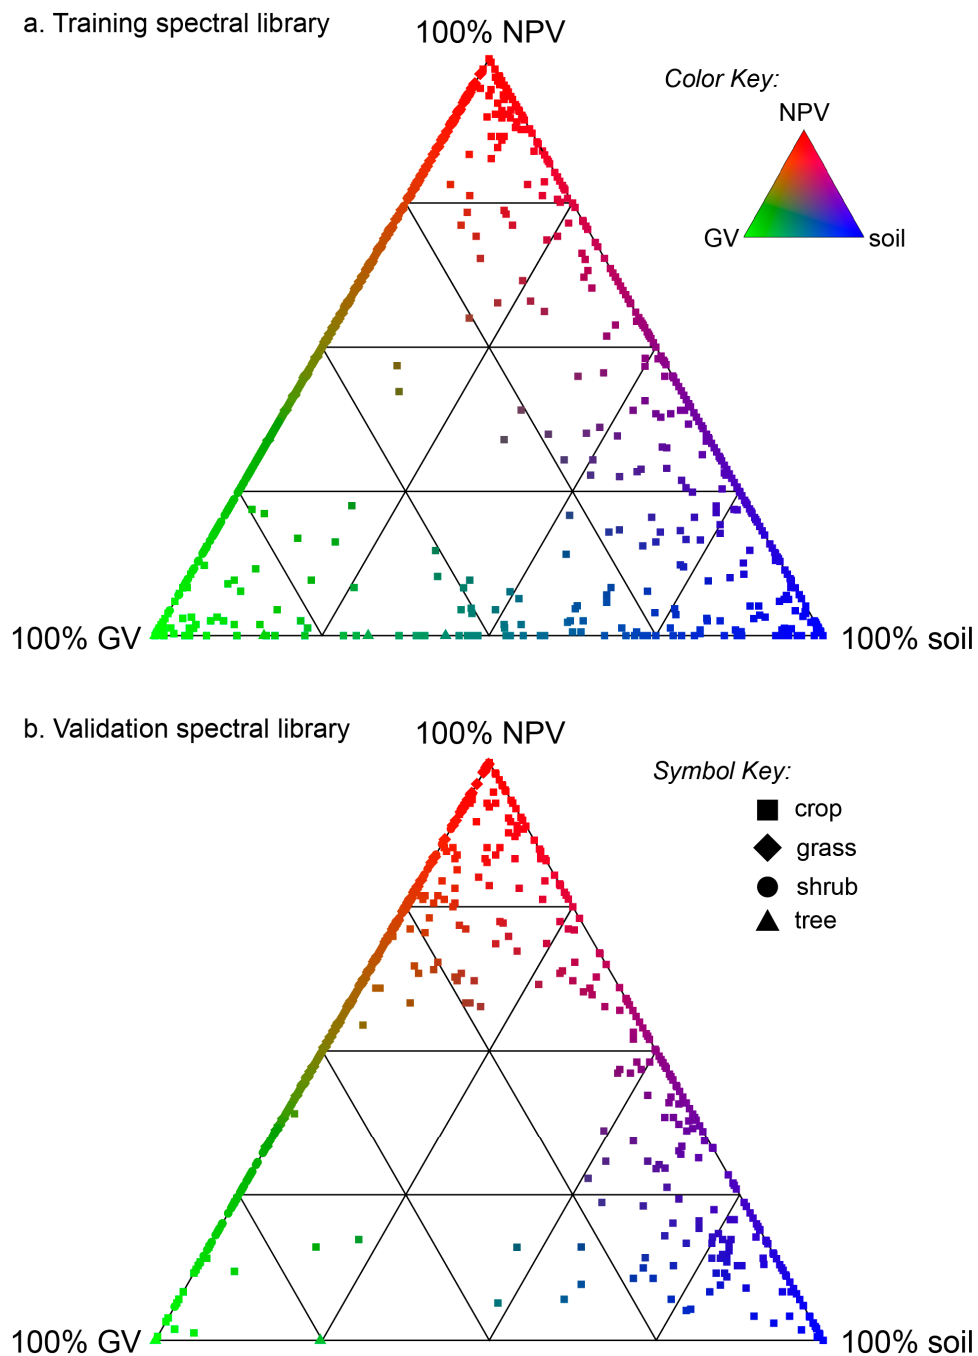 a. Training spectral library
100% NPV
Color Key:
NPV
GV
soil
100% GV
100% soil
b. Validation spectral library
100% NPV
Symbol Key:
crop
grass
shrub
tree
100% GV
100% soil